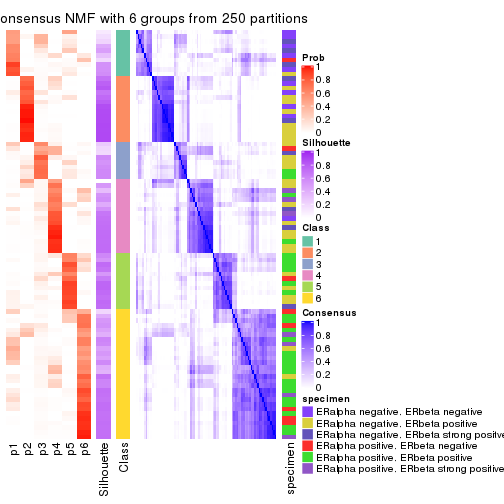 onsensus NMF with 6 groups from 250 partitions
Prob
1
0.8
0.6
0.4
0.2
0
Silhouette
1
0.8
0.6
0.4
0.2
0
Class
1
2
3
4
5
6
Consensus
1
0.8
0.6
0.4
0.2
0
specimen
ERalpha negative. ERbeta negative
ERalpha negative. ERbeta positive
ERalpha negative. ERbeta strong positive
ERalpha positive. ERbeta negative
ERalpha positive. ERbeta positive
ERalpha positive. ERbeta strong positive
p1
p2
p3
p4
p5
p6
Silhouette
Class
specimen